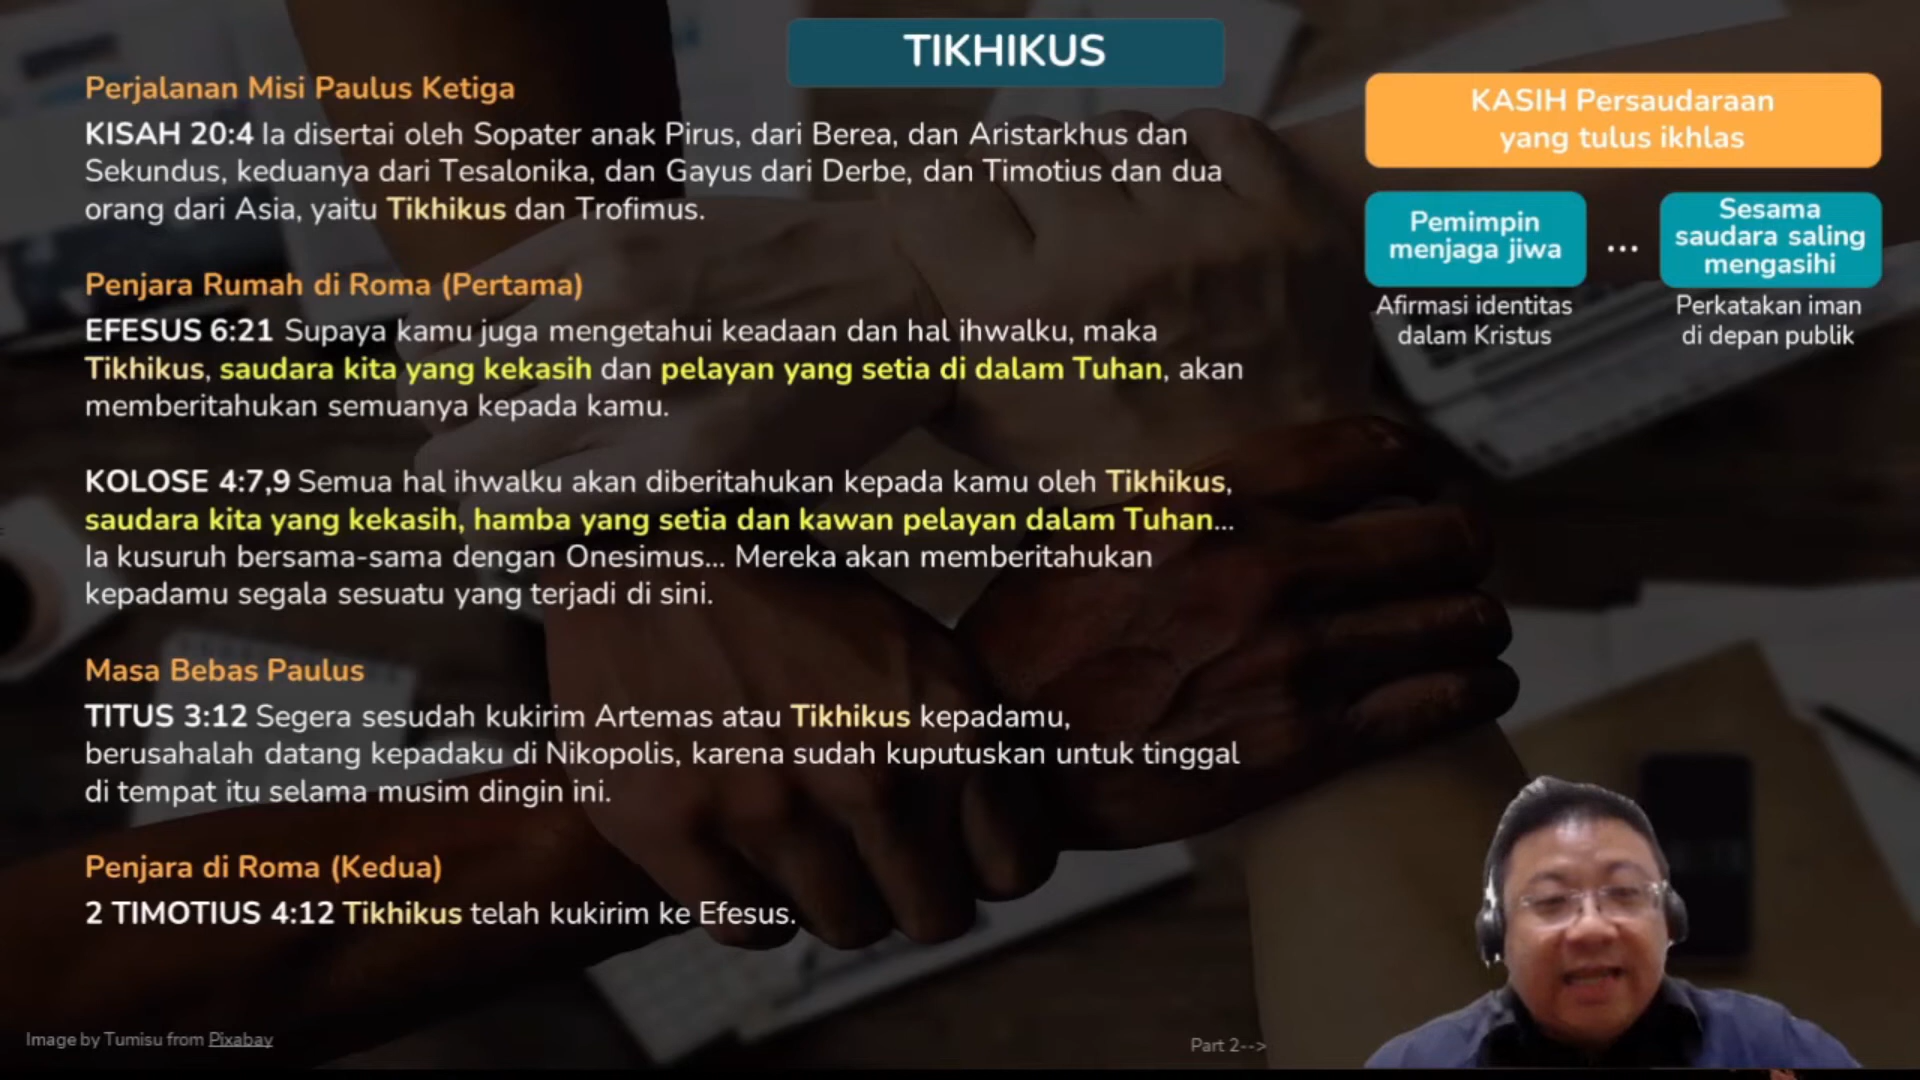 TIKHIKUS
Perjalanan Misi Paulus Ketiga
KISAH 20:4 Ia disertai oleh Sopater anak Pirus, dari Berea, dan Aristarkhus dan
Sekundus, keduanya dari Tesalonika, dan Gayus dari Derbe, dan Timotius dan dua
orang dari Asia, yaitu Tikhikus dan Trofimus.
Penjara Rumah di Roma (Pertama)
EFESUS 6:21 Supaya kamu juga mengetahui keadaan dan hal ihwalku, maka
Tikhikus, saudara kita yang kekasih dan pelayan yang setia di dalam Tuhan, akan
memberitahukan semuanya kepada kamu.
KOLOSE 4:7,9 Semua hal ihwalku akan diberitahukan kepada kamu oleh Tikhikus,
saudara kita yang kekasih, hamba yang setia dan kawan pelayan dalam Tuhan...
Ia kusuruh bersama-sama dengan Onesimus... Mereka akan memberitahukan
kepadamu segala sesuatu yang terjadi di sini.
Masa Bebas Paulus
TITUS 3:12 Segera sesudah kukirim Artemas atau Tikhikus kepadamu,
berusahalah datang kepadaku di Nikopolis, karena sudah kuputuskan untuk tinggal
di tempat itu selama musim dingin ini.
Penjara di Roma (Kedua)
2 TIMOTIUS 4:12 Tikhikus telah kukirim ke Efesus.
KASIH Persaudaraan
yang tulus ikhlas
Pemimpin
menjaga jiwa
...
Sesama
saudara saling
mengasihi
Afirmasi identitas
dalam Kristus
Perkatakan iman
di depan publik
Image by Tumisu from Pixabay
Part 2-->